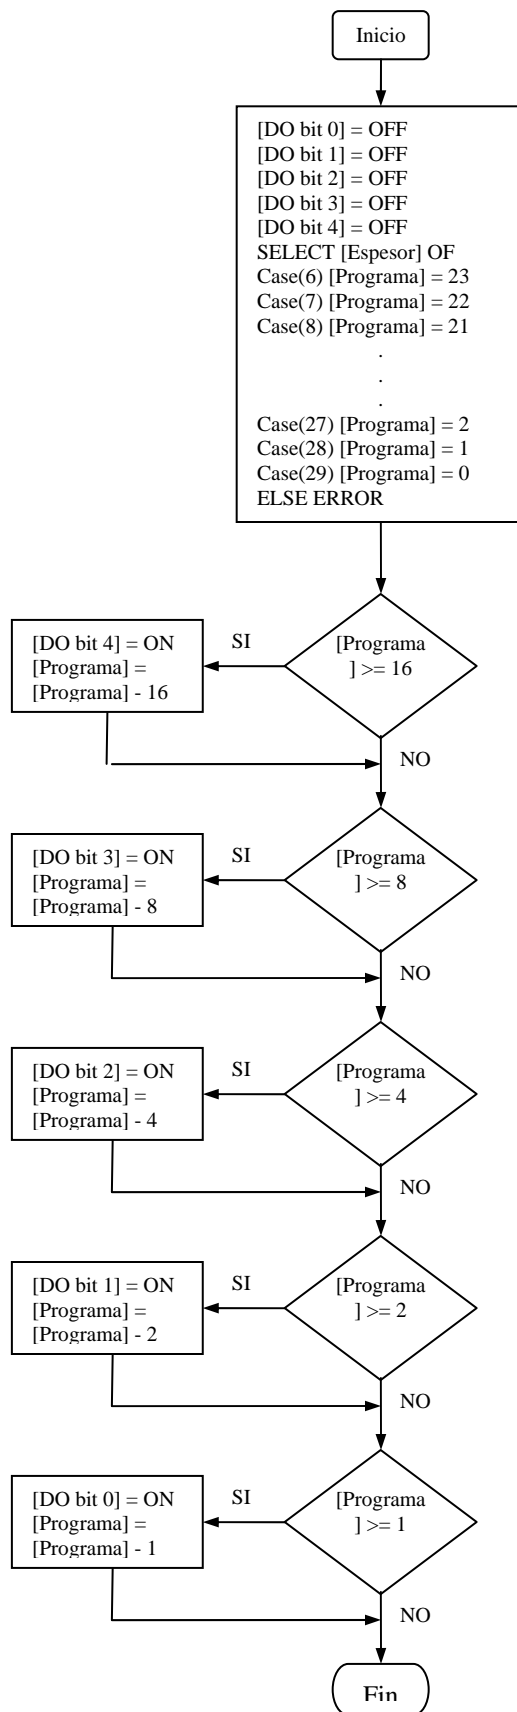 Inicio
[DO bit 0] = OFF
[DO bit 1] = OFF
[DO bit 2] = OFF
[DO bit 3] = OFF
[DO bit 4] = OFF
SELECT [Espesor] OF
Case(6) [Programa] = 23
Case(7) [Programa] = 22
Case(8) [Programa] = 21
.
.
.
Case(27) [Programa] = 2
Case(28) [Programa] = 1
Case(29) [Programa] = 0
ELSE ERROR
[Programa
] >= 16
SI
[DO bit 4] = ON
[Programa] =
[Programa] - 16
NO
[Programa
] >= 8
SI
[DO bit 3] = ON
[Programa] =
[Programa] - 8
NO
[Programa
] >= 4
SI
[DO bit 2] = ON
[Programa] =
[Programa] - 4
NO
[Programa
] >= 2
SI
[DO bit 1] = ON
[Programa] =
[Programa] - 2
NO
[Programa
] >= 1
SI
[DO bit 0] = ON
[Programa] =
[Programa] - 1
NO
Fin